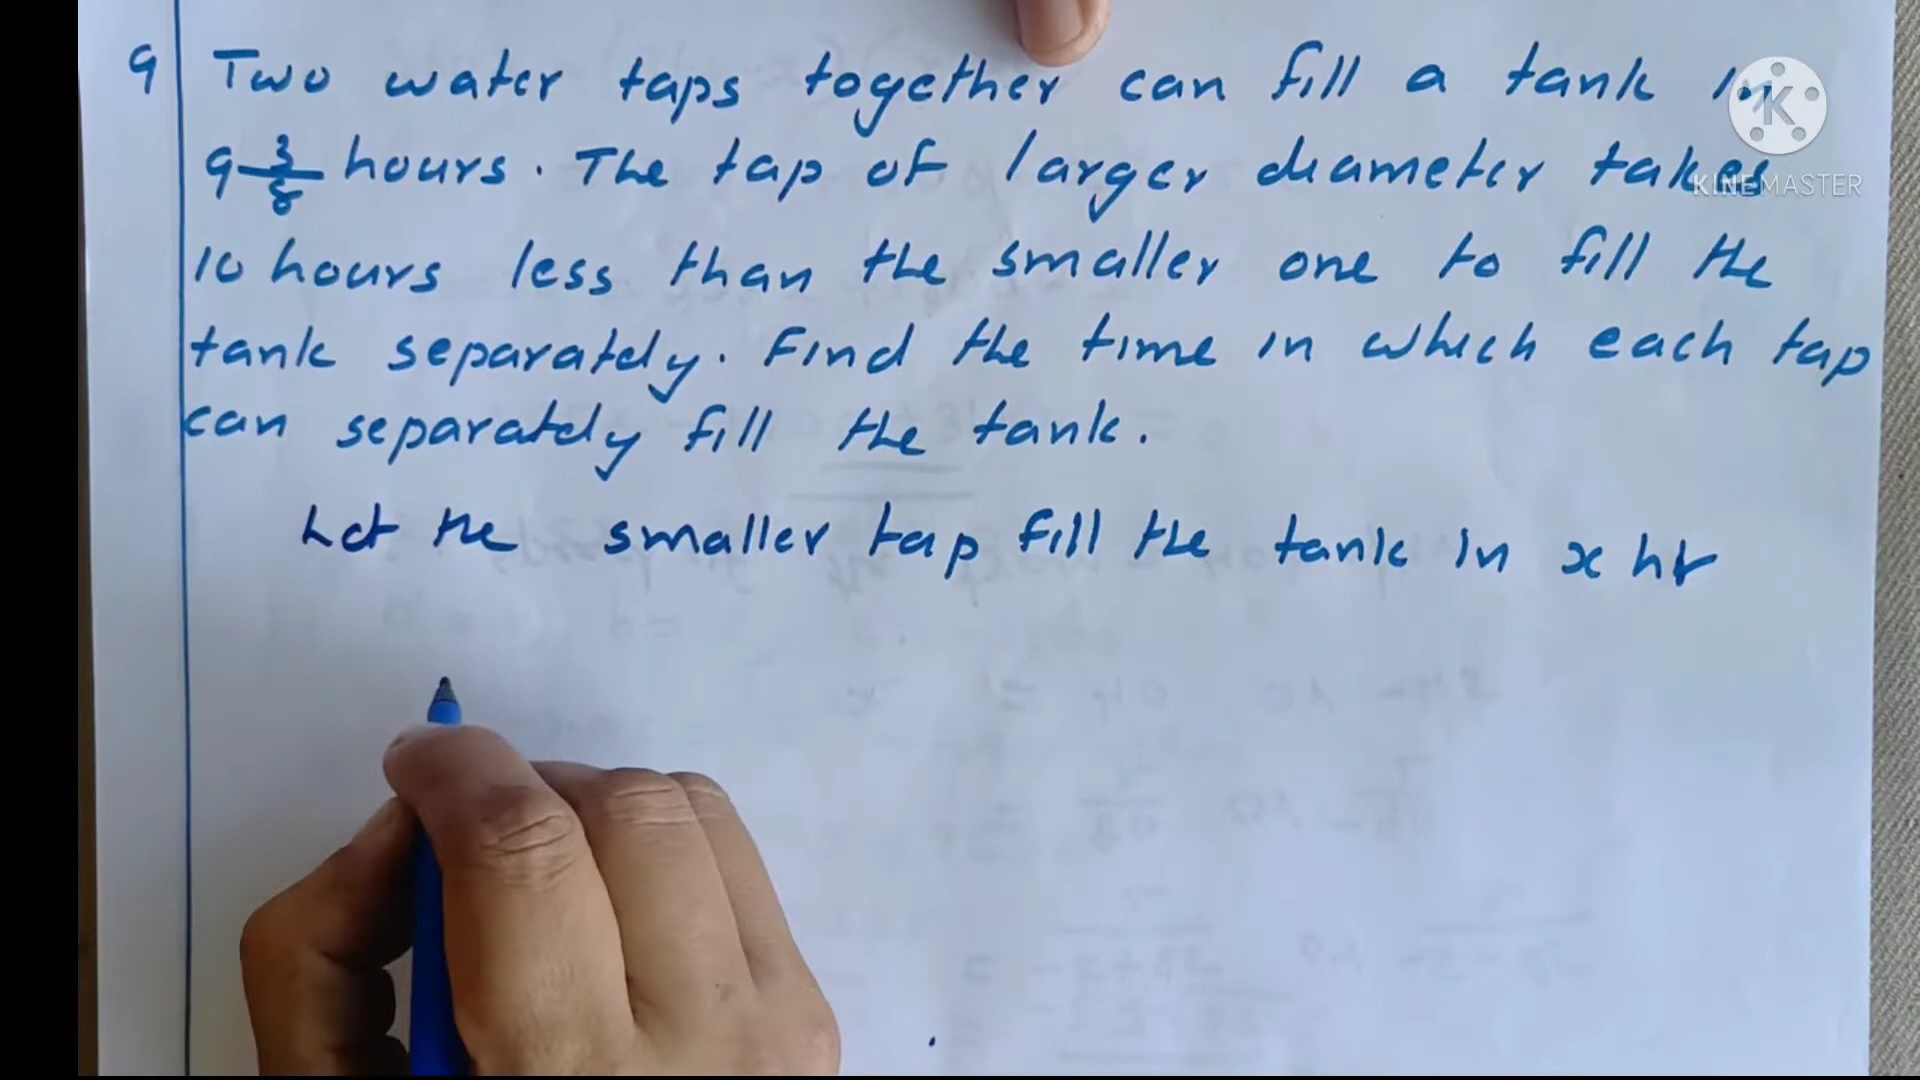 9 Two water taps together can fill a tank in
9 3/8 hours. The tap of larger diameter takes
10 hours less than the smaller one to fill the
tank separately. Find the time in which each tap
can separately fill the tank.
Let the smaller tap fill the tank in x hr
K
KINEMASTER